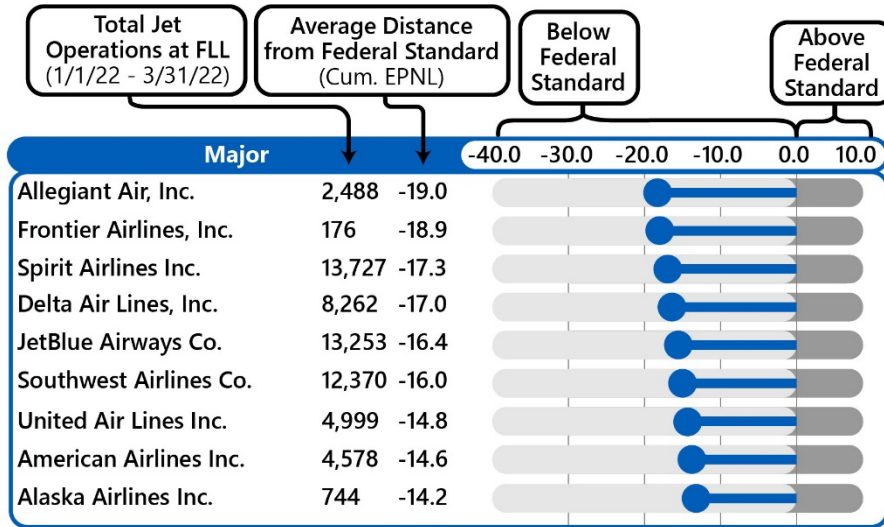 Total Jet
Operations at FLL
(1/1/22 - 3/31/22)
Average Distance
from Federal Standard
(Cum. EPNL)
Below
Federal
Standard
Above
Federal
Standard
Major -40.0 -30.0 -20.0 -10.0 0.0 10.0
Allegiant Air, Inc. 2,488 -19.0
Frontier Airlines, Inc. 176 -18.9
Spirit Airlines Inc. 13,727 -17.3
Delta Air Lines, Inc. 8,262 -17.0
JetBlue Airways Co. 13,253 -16.4
Southwest Airlines Co. 12,370 -16.0
United Air Lines Inc. 4,999 -14.8
American Airlines Inc. 4,578 -14.6
Alaska Airlines Inc. 744 -14.2